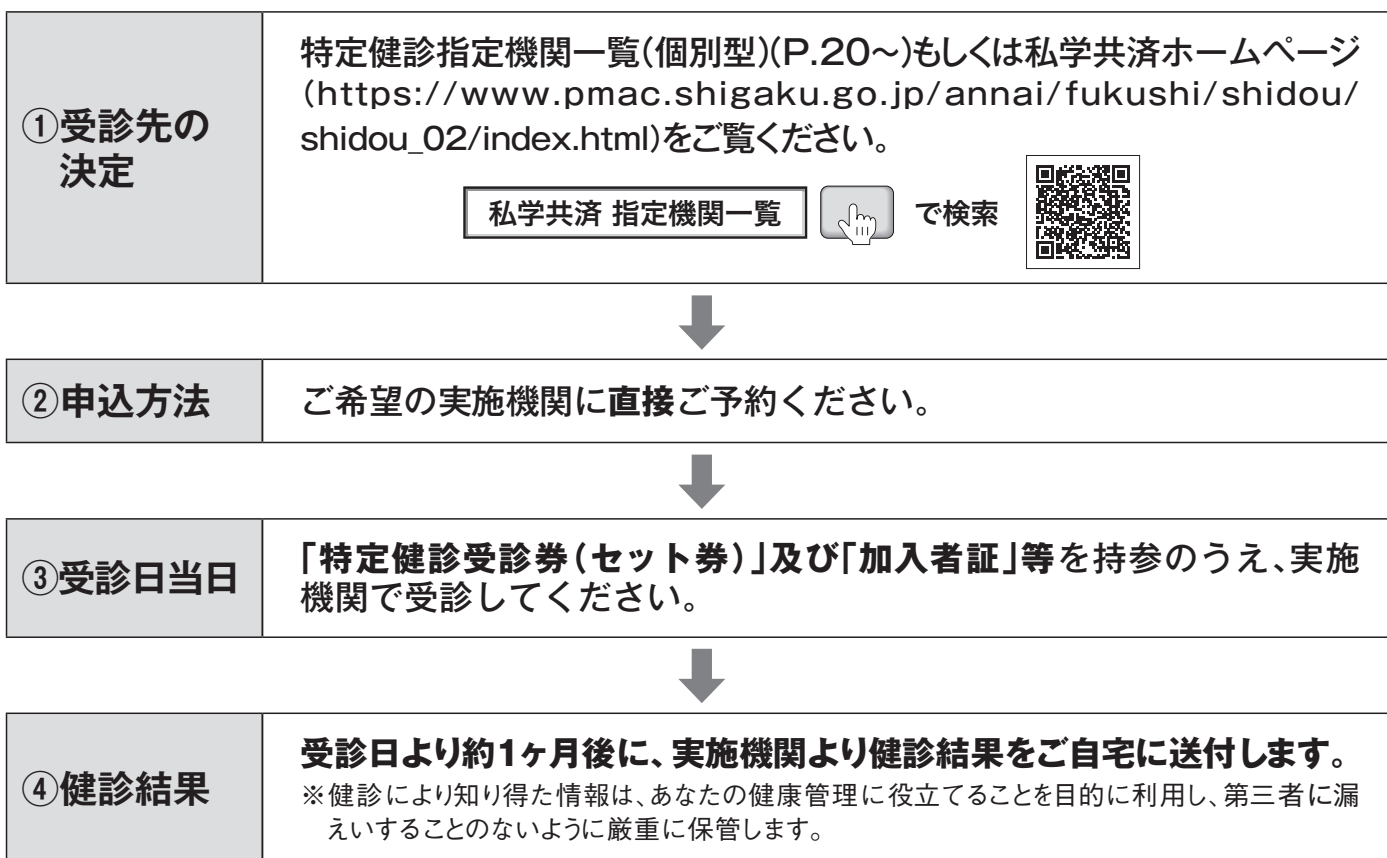 ①受診先の
決定
特定健診指定機関一覧(個別型)(P.20~)もしくは私学共済ホームページ
(https://www.pmac.shigaku.go.jp/annai/fukushi/shidou/
shidou_02/index.html)をご覧ください。
私学共済 指定機関一覧 で検索
②申込方法
ご希望の実施機関に直接ご予約ください。
③受診日当日
「特定健診受診券(セット券)」及び「加入者証」等を持参のうえ、実施
機関で受診してください。
④健診結果
受診日より約1ヶ月後に、実施機関より健診結果をご自宅に送付します。
※健診により知り得た情報は、あなたの健康管理に役立てることを目的に利用し、第三者に漏
えいすることのないように厳重に保管します。